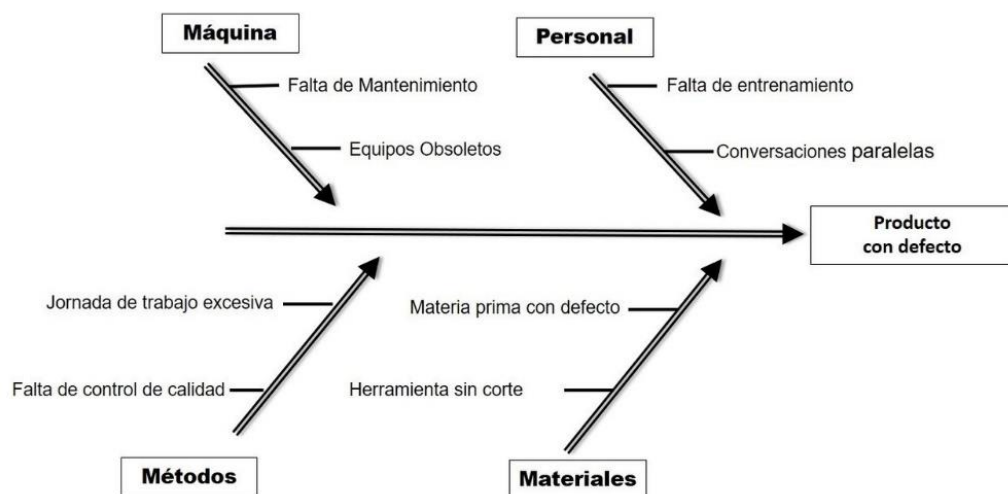 Máquina
Personal
Falta de Mantenimiento
Falta de entrenamiento
Equipos Obsoletos
Conversaciones paralelas
Producto
con defecto
Jornada de trabajo excesiva
Materia prima con defecto
Falta de control de calidad
Herramienta sin corte
Métodos
Materiales